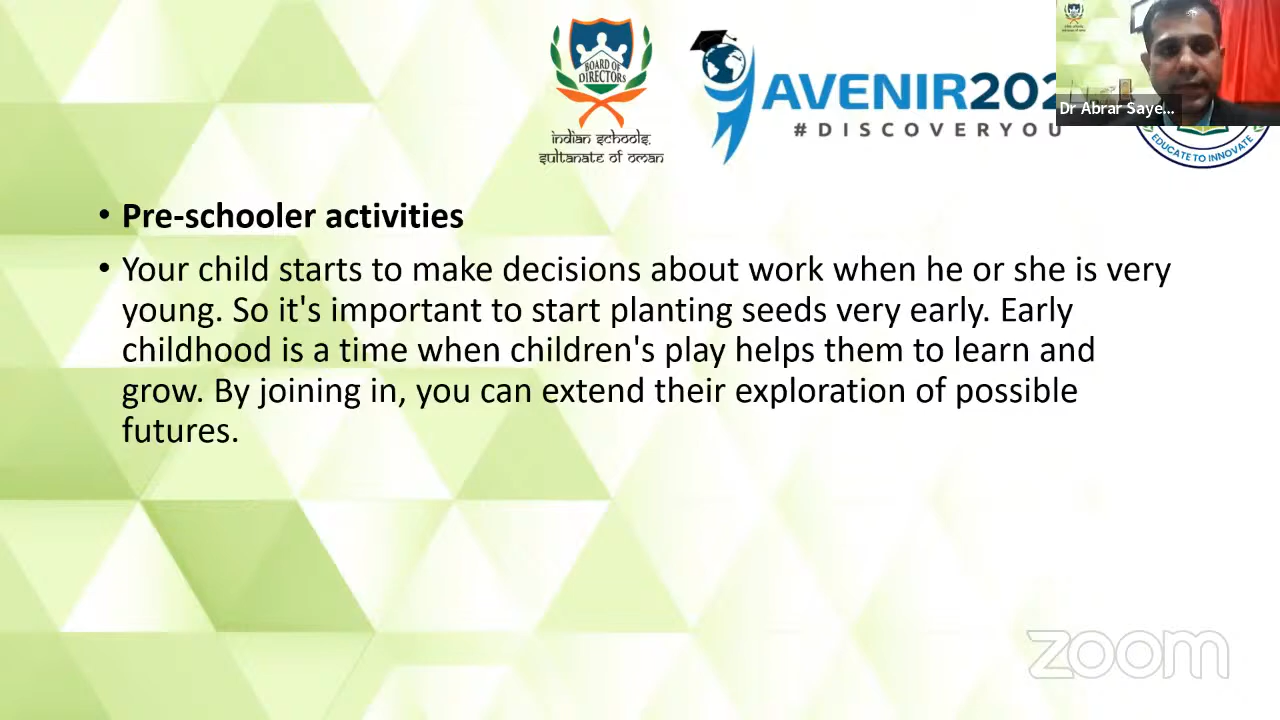 BOARD OF
DIRECTORS
indian schools,
sultanate of oman
AVENIR202
#DISCOVERYOU
Dr Abrar Saye...
EDUCATE TO INNOVATE
• Pre-schooler activities
• Your child starts to make decisions about work when he or she is very
young. So it's important to start planting seeds very early. Early
childhood is a time when children's play helps them to learn and
grow. By joining in, you can extend their exploration of possible
futures.
zoom